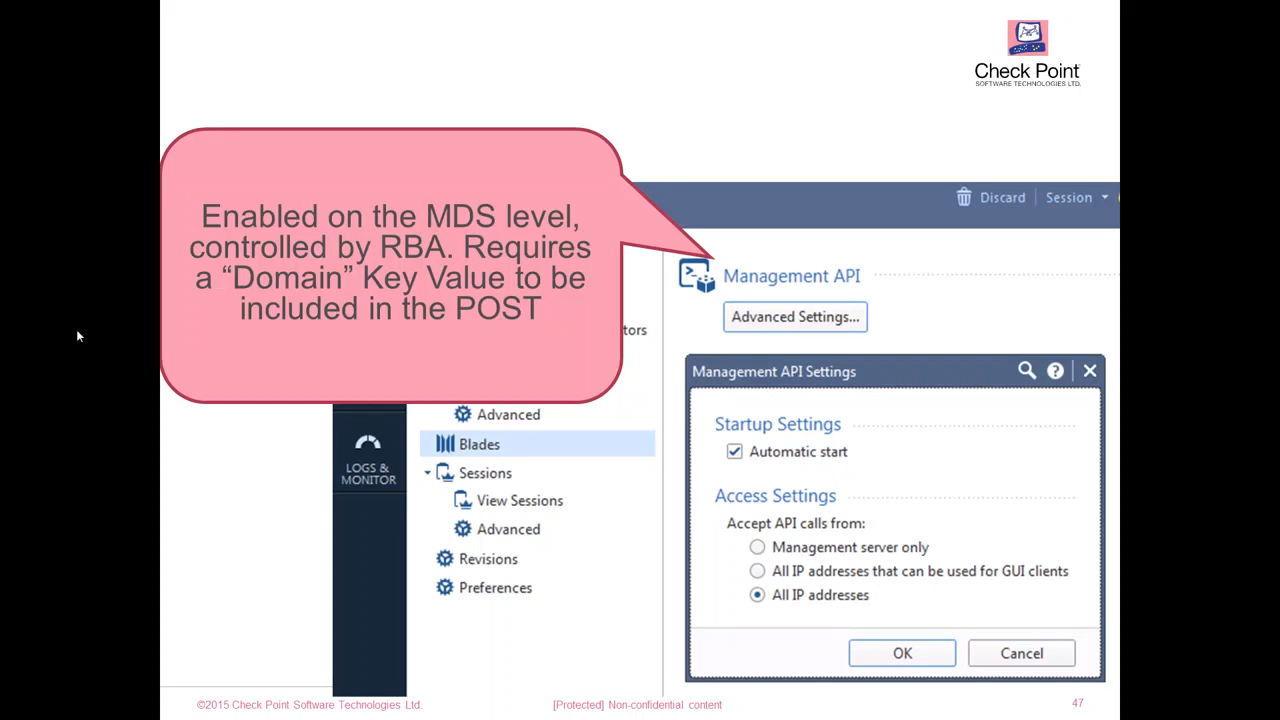 Check Point
SOFTWARE TECHNOLOGIES LTD.
Enabled on the MDS level,
controlled by RBA. Requires
a “Domain” Key Value to be
included in the POST
Discard
Session
Management API
Advanced Settings...
tors
Advanced
Blades
Sessions
View Sessions
Advanced
Revisions
Preferences
LOGS &
MONITOR
Management API Settings
Startup Settings
Automatic start
Access Settings
Accept API calls from:
Management server only
All IP addresses that can be used for GUI clients
All IP addresses
OK
Cancel
©2015 Check Point Software Technologies Ltd.
[Protected] Non-confidential content
47